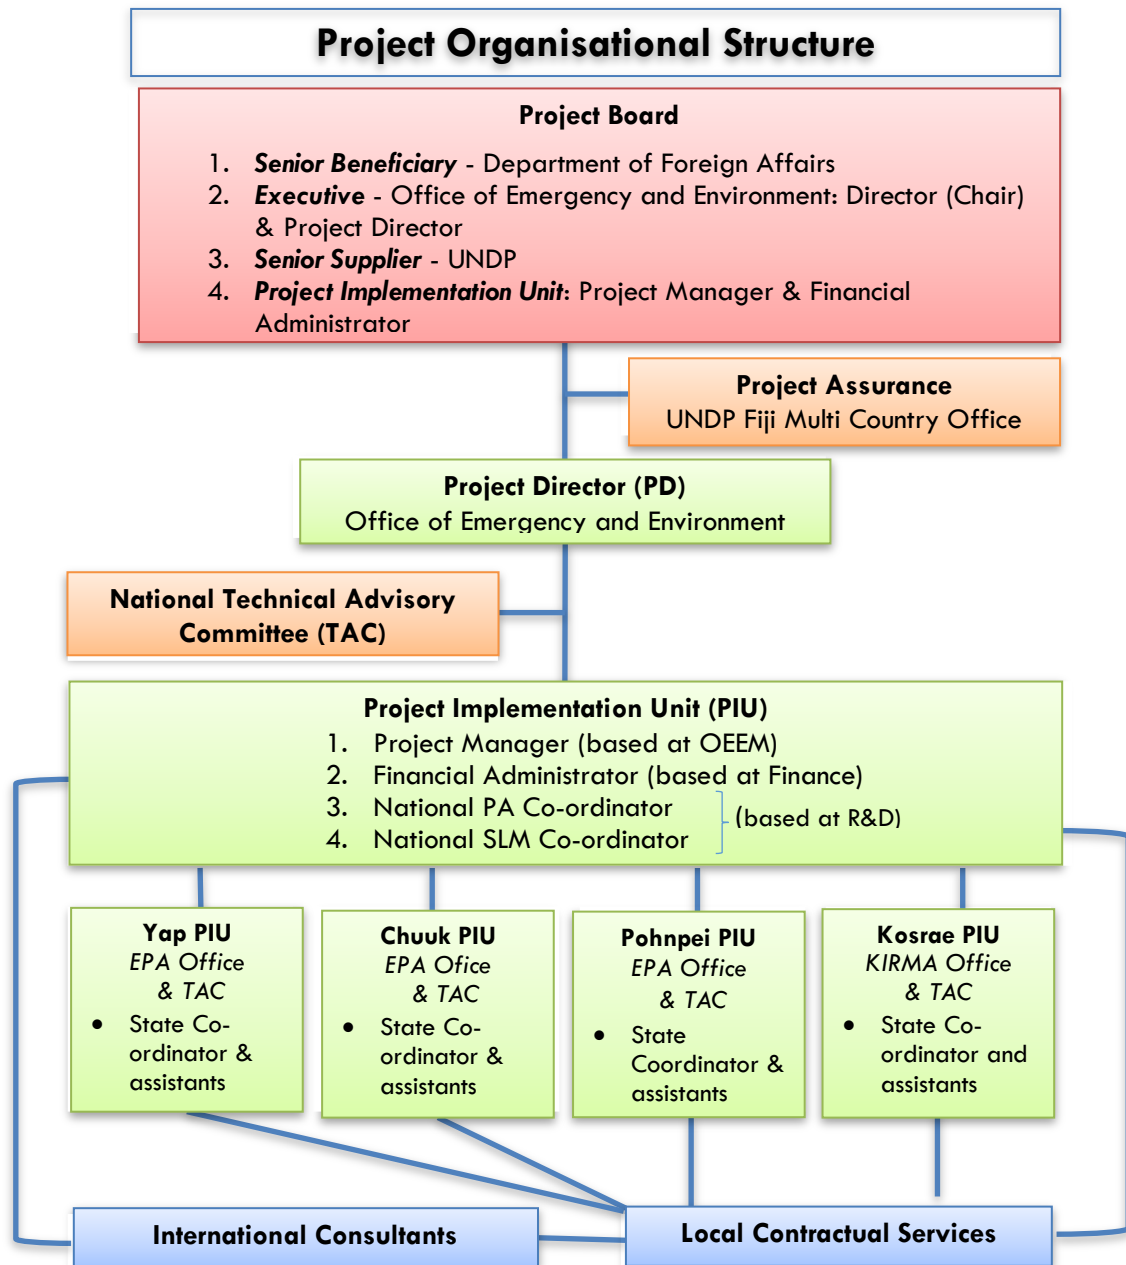 Project Organisational Structure
Project Board
1. Senior Beneficiary - Department of Foreign Affairs
2. Executive - Office of Emergency and Environment: Director (Chair)
& Project Director
3. Senior Supplier - UNDP
4. Project Implementation Unit: Project Manager & Financial
Administrator
Project Assurance
UNDP Fiji Multi Country Office
Project Director (PD)
Office of Emergency and Environment
National Technical Advisory
Committee (TAC)
Project Implementation Unit (PIU)
1. Project Manager (based at OEEM)
2. Financial Administrator (based at Finance)
3. National PA Co-ordinator
4. National SLM Co-ordinator
(based at R&D)
Yap PIU
EPA Office
& TAC
• State Co-
ordinator &
assistants
Chuuk PIU
EPA Ofice
& TAC
• State Co-
ordinator &
assistants
Pohnpei PIU
EPA Office
& TAC
• State
Coordinator &
assistants
Kosrae PIU
KIRMA Office
& TAC
• State Co-
ordinator and
assistants
International Consultants
Local Contractual Services